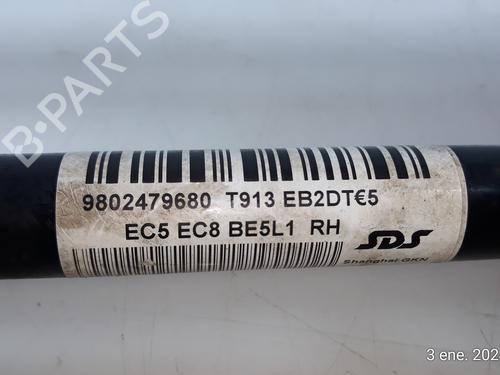 B-PARTS
9802479680 T913 EB2DT€5
EC5 EC8 BE5L1 RH
SDS
Shanghai GKN
3 ene. 202